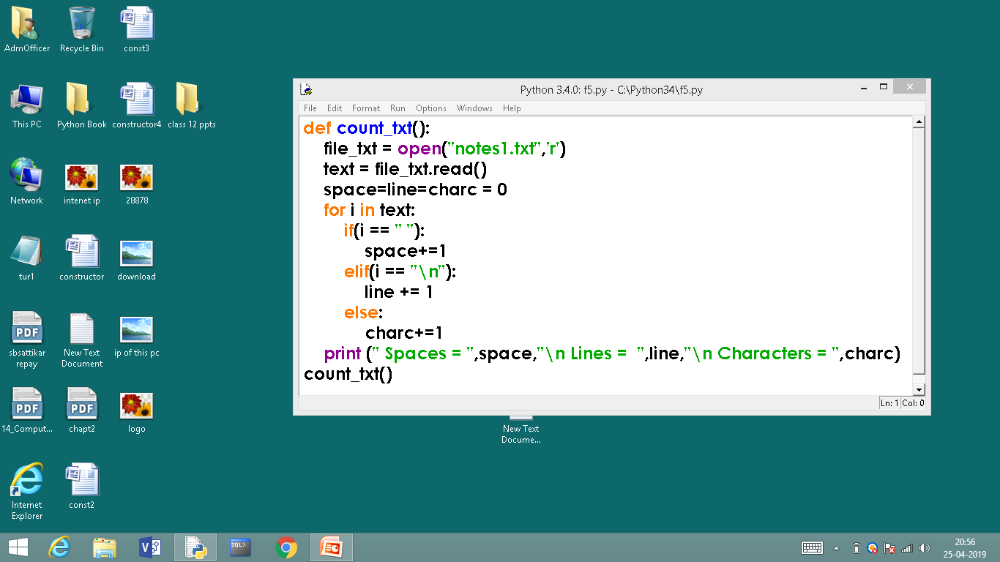 AdmOfficer
Recycle Bin
const3
This PC
Python Book
constructor4
class 12 ppts
Network
intenet ip
28878
tur1
constructor
download
PDF
sbsattikar
repay
New Text
Document
ip of this pc
PDF
14_Comput...
PDF
chapt2
logo
Internet
Explorer
const2
Python 3.4.0: f5.py - C:\Python34\f5.py
File Edit Format Run Options Windows Help
def count_txt():
    file_txt = open("notes1.txt",'r')
    text = file_txt.read()
    space=line=charc = 0
    for i in text:
        if(i == " "):
            space+=1
        elif(i == "\n"):
            line += 1
        else:
            charc+=1
    print (" Spaces = ",space,"\n Lines =  ",line,"\n Characters = ",charc)
count_txt()
Ln: 1 Col: 0
New Text
Docume...
SQL>
20:56
25-04-2019